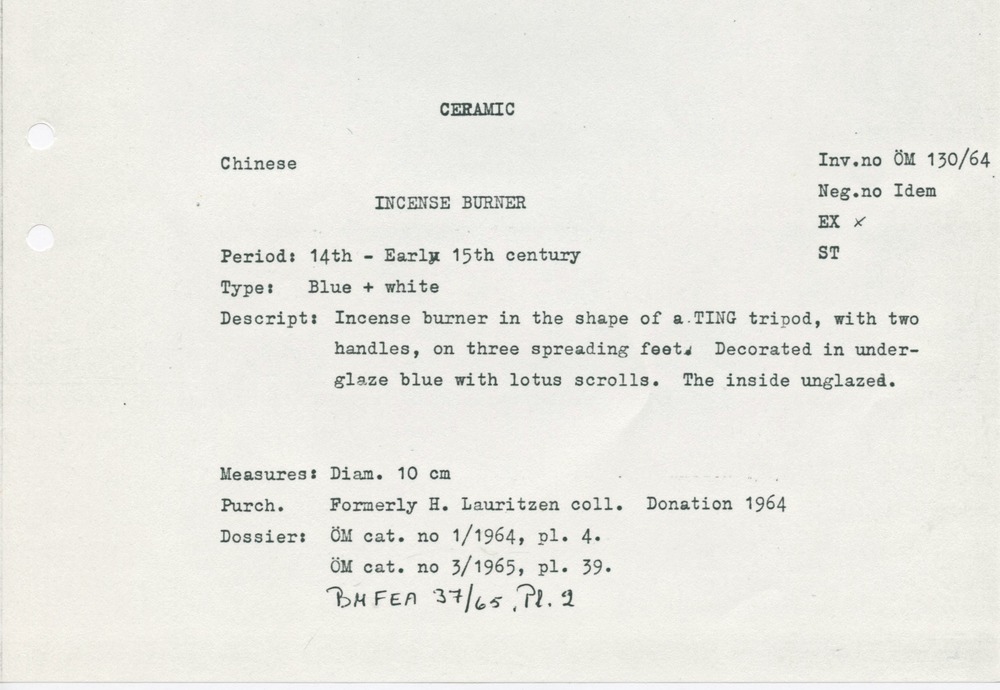 CERAMIC
Chinese
Inv.no ÖM 130/64
Neg.no Idem
INCENSE BURNER
EX x
Period: 14th - Early 15th century
ST
Type: Blue + white
Descript: Incense burner in the shape of a TING tripod, with two
handles, on three spreading feet. Decorated in under-
glaze blue with lotus scrolls. The inside unglazed.
Measures: Diam. 10 cm
Purch. Formerly H. Lauritzen coll. Donation 1964
Dossier: ÖM cat. no 1/1964, pl. 4.
ÖM cat. no 3/1965, pl. 39.
BMFEA 37/65, Pl. 2